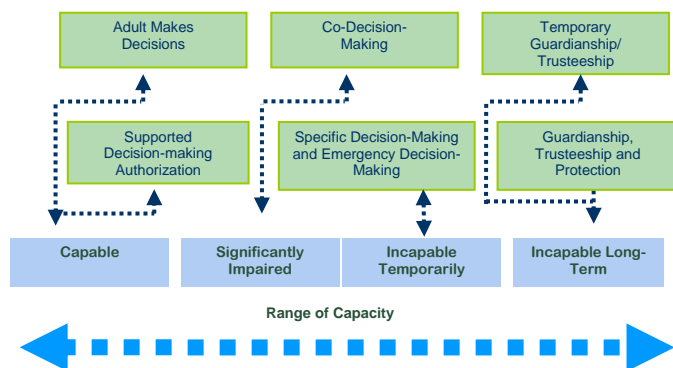 Adult Makes
Decisions
Co-Decision-
Making
Temporary
Guardianship/
Trusteeship
Supported
Decision-making
Authorization
Specific Decision-Making
and Emergency Decision-
Making
Guardianship,
Trusteeship and
Protection
Capable
Significantly
Impaired
Incapable
Temporarily
Incapable Long-
Term
Range of Capacity